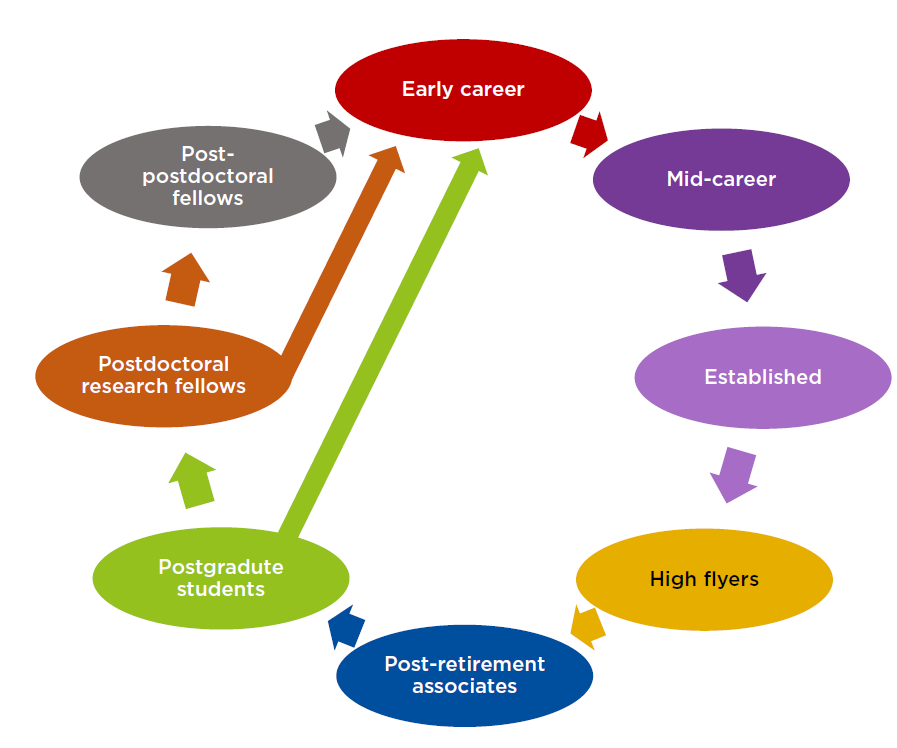 Early career
Post-
postdoctoral
fellows
Mid-career
Postdoctoral
research fellows
Established
Postgradute
students
High flyers
Post-retirement
associates